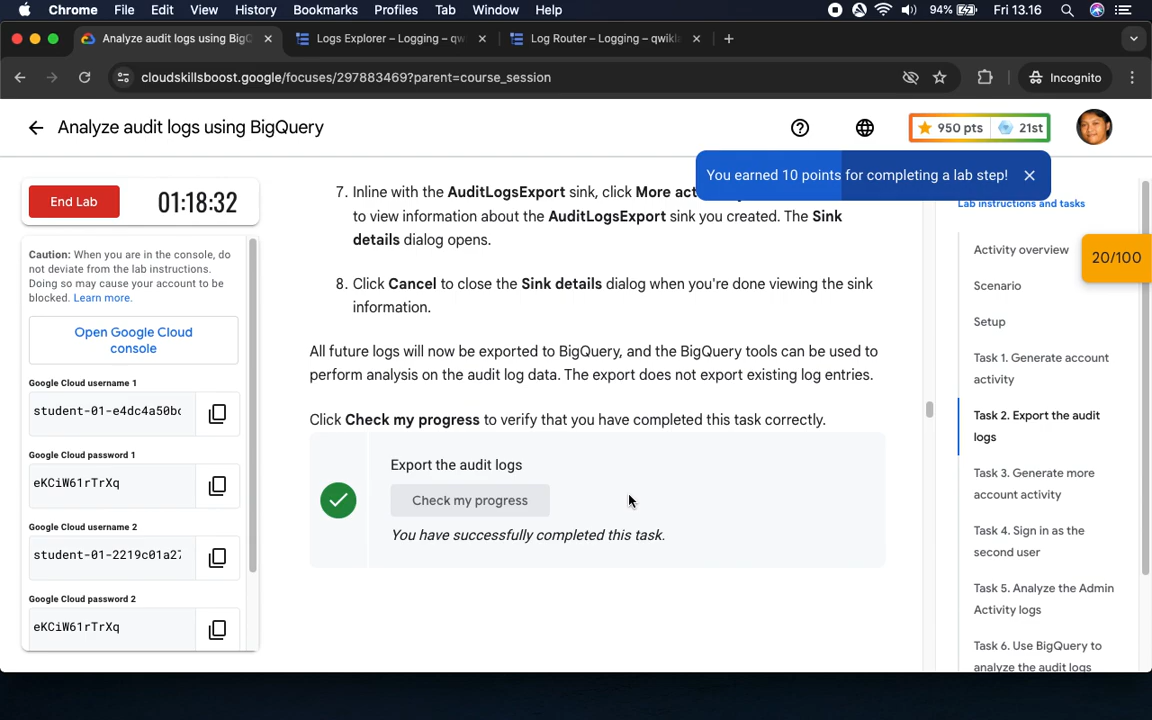 Chrome File Edit View History Bookmarks Profiles Tab Window Help 94% Fri 13.16
Analyze audit logs using BigQ
Logs Explorer – Logging – qw
Log Router – Logging – qwikl
cloudskillsboost.google/focuses/297883469?parent=course_session
Incognito
Analyze audit logs using BigQuery
950 pts 21st
You earned 10 points for completing a lab step!
End Lab
01:18:32
Caution: When you are in the console, do
not deviate from the lab instructions.
Doing so may cause your account to be
blocked. Learn more.
Open Google Cloud
console
Google Cloud username 1
student-01-e4dc4a50bc
Google Cloud password 1
eKCiW61rTrXq
Google Cloud username 2
student-01-2219c01a27
Google Cloud password 2
eKCiW61rTrXq
7. Inline with the AuditLogsExport sink, click More act
to view information about the AuditLogsExport sink you created. The Sink
details dialog opens.
8. Click Cancel to close the Sink details dialog when you're done viewing the sink
information.
All future logs will now be exported to BigQuery, and the BigQuery tools can be used to
perform analysis on the audit log data. The export does not export existing log entries.
Click Check my progress to verify that you have completed this task correctly.
Export the audit logs
Check my progress
You have successfully completed this task.
Lab instructions and tasks
20/100
Activity overview
Scenario
Setup
Task 1. Generate account
activity
Task 2. Export the audit
logs
Task 3. Generate more
account activity
Task 4. Sign in as the
second user
Task 5. Analyze the Admin
Activity logs
Task 6. Use BigQuery to
analyze the audit logs